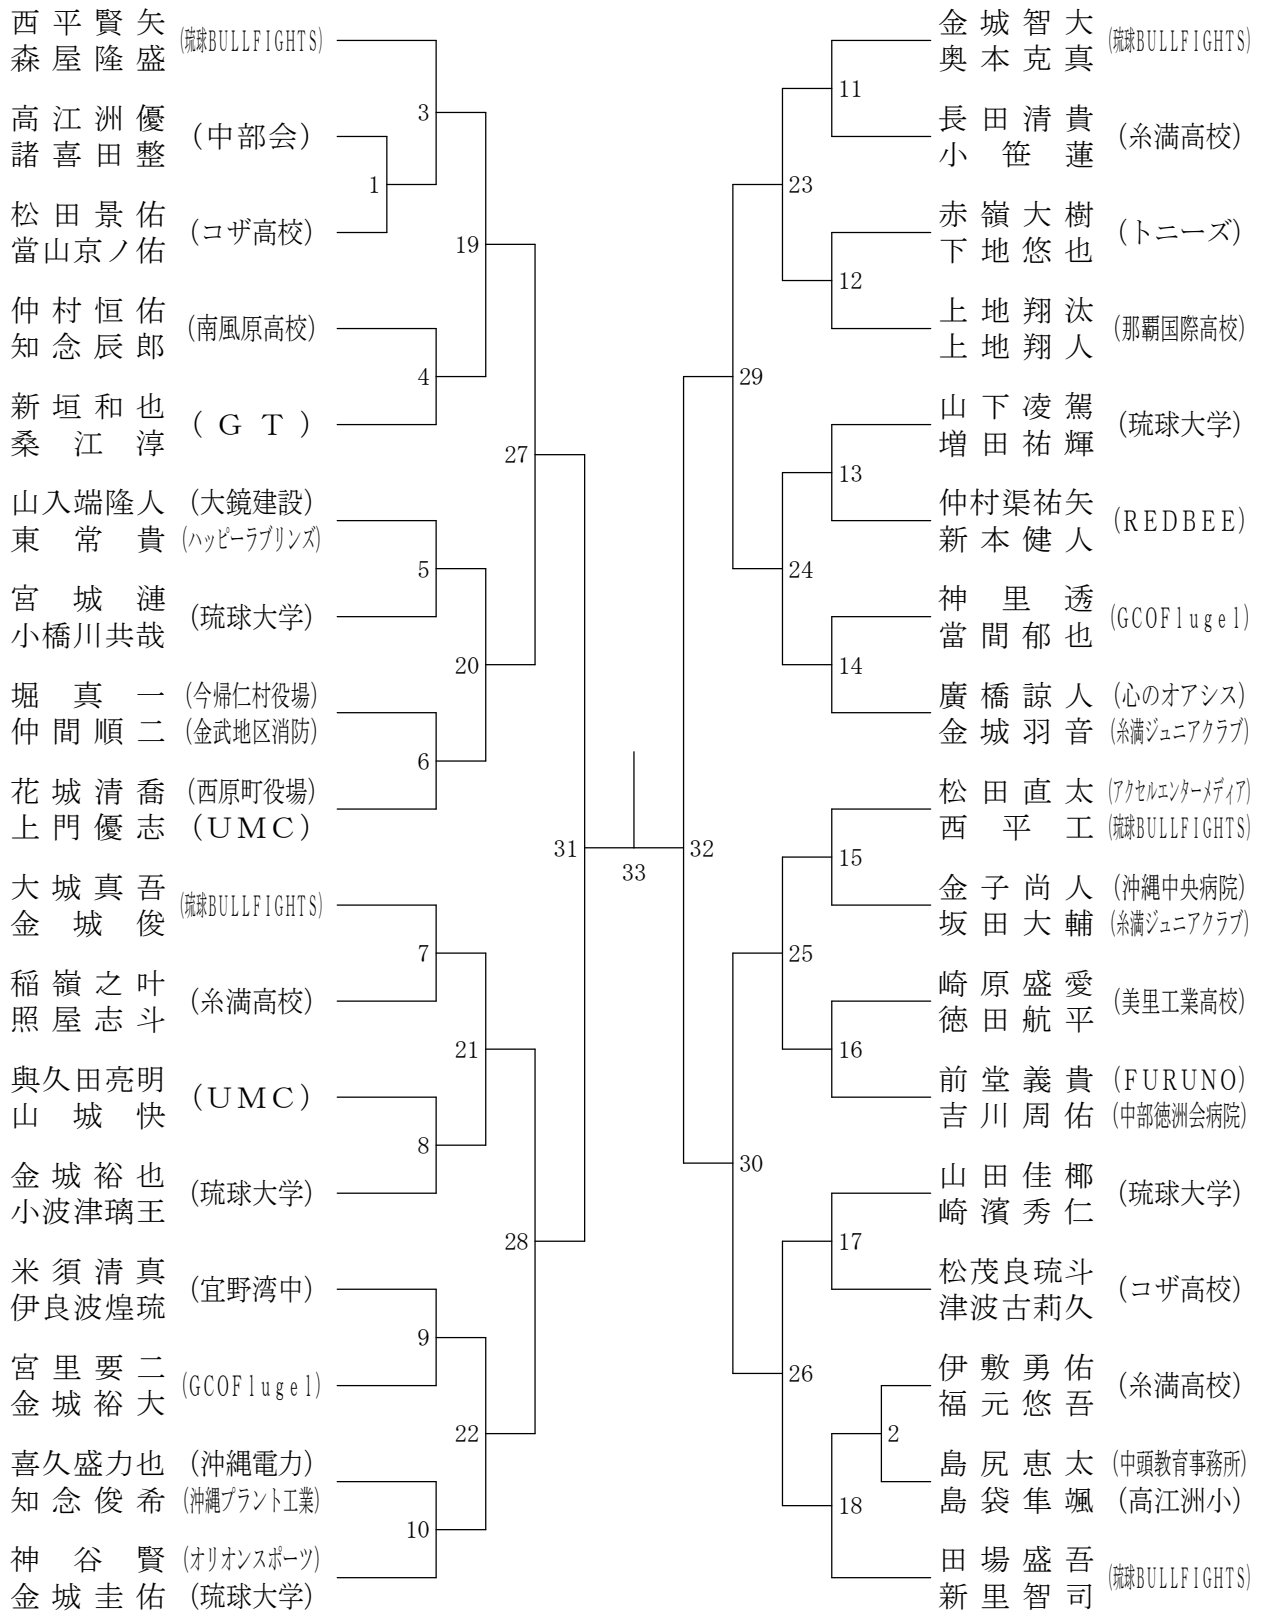 西平賢矢 (琉球BULLFIGHTS)
森屋隆盛
3
高江洲優 (中部会)
諸喜田整
1
松田景佑 (コザ高校)
當山京ノ佑
19
仲村恒佑 (南風原高校)
知念辰郎
4
新垣和也 (GT)
桑江淳
27
山入端隆人 (大鏡建設)
東常貴 (ハッピーラブリンズ)
5
宮城漣 (琉球大学)
小橋川共哉
20
堀真一 (今帰仁村役場)
仲間順二 (金武地区消防)
6
花城清喬 (西原町役場)
上門優志 (UMC)
31
33
大城真吾 (琉球BULLFIGHTS)
金城俊
7
稲嶺之叶 (糸満高校)
照屋志斗
21
與久田亮明 (UMC)
山城快
8
金城裕也 (琉球大学)
小波津璃王
28
米須清真 (宜野湾中)
伊良波煌琉
9
宮里要二 (GCOFlugel)
金城裕大
22
喜久盛力也 (沖縄電力)
知念俊希 (沖縄プラント工業)
10
神谷賢 (オリオンスポーツ)
金城圭佑 (琉球大学)
金城智大 (琉球BULLFIGHTS)
奥本克真
11
長田清貴 (糸満高校)
小笹蓮
23
赤嶺大樹 (トニーズ)
下地悠也
12
上地翔汰 (那覇国際高校)
上地翔人
29
山下凌駕 (琉球大学)
増田祐輝
13
仲村渠祐矢 (REDBEE)
新本健人
24
神里透 (GCOFlugel)
當間郁也
14
廣橋諒人 (心のオアシス)
金城羽音 (糸満ジュニアクラブ)
松田直太 (アクセルエンターメディア)
西平工 (琉球BULLFIGHTS)
32
15
金子尚人 (沖縄中央病院)
坂田大輔 (糸満ジュニアクラブ)
25
崎原盛愛 (美里工業高校)
徳田航平
16
前堂義貴 (FURUNO)
吉川周佑 (中部徳洲会病院)
30
山田佳椰 (琉球大学)
崎濱秀仁
17
松茂良琉斗 (コザ高校)
津波古莉久
26
伊敷勇佑 (糸満高校)
福元悠吾
2
島尻恵太 (中頭教育事務所)
島袋隼颯 (高江洲小)
18
田場盛吾 (琉球BULLFIGHTS)
新里智司